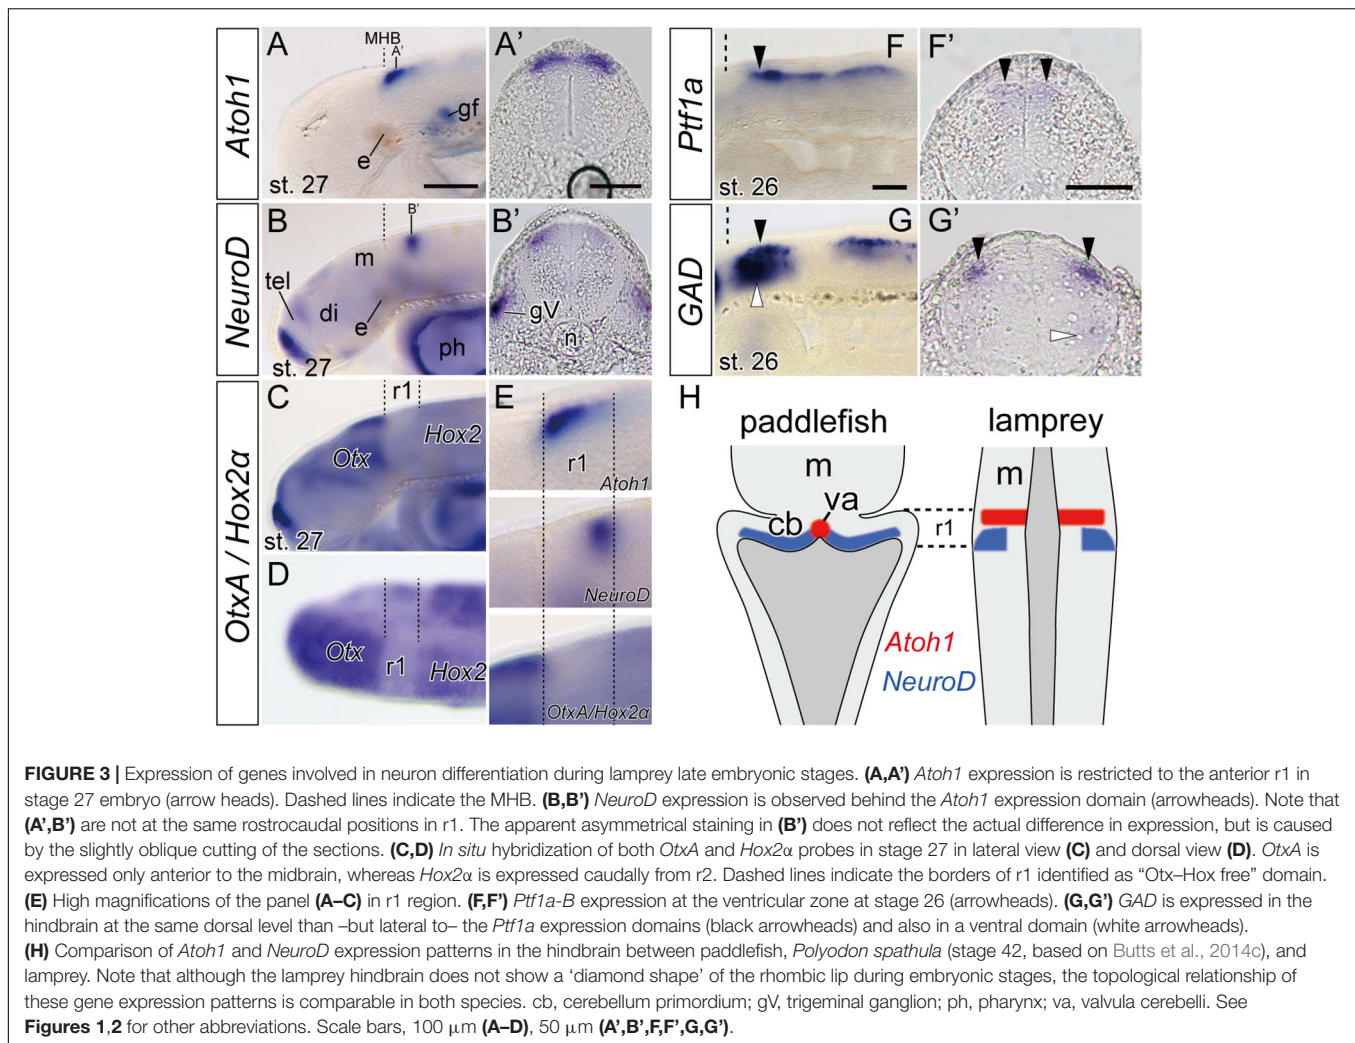 A
MHB
A'
gf
e
st. 27
Atoh1
A'
B
B'
m
tel
di
e
ph
st. 27
NeuroD
B'
gV
n
C
r1
Otx
Hox2
st. 27
D
Otx
r1
Hox2
OtxA / Hox2α
E
r1
Atoh1
NeuroD
OtxA/Hox2α
F
st. 26
Ptf1a
F'
G
st. 26
GAD
G'
H
paddlefish
lamprey
m
m
va
cb
r1
Atoh1
NeuroD
FIGURE 3 | Expression of genes involved in neuron differentiation during lamprey late embryonic stages. (A,A') Atoh1 expression is restricted to the anterior r1 in
stage 27 embryo (arrow heads). Dashed lines indicate the MHB. (B,B') NeuroD expression is observed behind the Atoh1 expression domain (arrowheads). Note that
(A',B') are not at the same rostrocaudal positions in r1. The apparent asymmetrical staining in (B') does not reflect the actual difference in expression, but is caused
by the slightly oblique cutting of the sections. (C,D) In situ hybridization of both OtxA and Hox2α probes in stage 27 in lateral view (C) and dorsal view (D). OtxA is
expressed only anterior to the midbrain, whereas Hox2α is expressed caudally from r2. Dashed lines indicate the borders of r1 identified as “Otx–Hox free” domain.
(E) High magnifications of the panel (A–C) in r1 region. (F,F') Ptf1a-B expression at the ventricular zone at stage 26 (arrowheads). (G,G') GAD is expressed in the
hindbrain at the same dorsal level than –but lateral to– the Ptf1a expression domains (black arrowheads) and also in a ventral domain (white arrowheads).
(H) Comparison of Atoh1 and NeuroD expression patterns in the hindbrain between paddlefish, Polyodon spathula (stage 42, based on Butts et al., 2014c), and
lamprey. Note that although the lamprey hindbrain does not show a ‘diamond shape’ of the rhombic lip during embryonic stages, the topological relationship of
these gene expression patterns is comparable in both species. cb, cerebellum primordium; gV, trigeminal ganglion; ph, pharynx; va, valvula cerebelli. See
Figures 1,2 for other abbreviations. Scale bars, 100 μm (A–D), 50 μm (A',B',F,F',G,G').